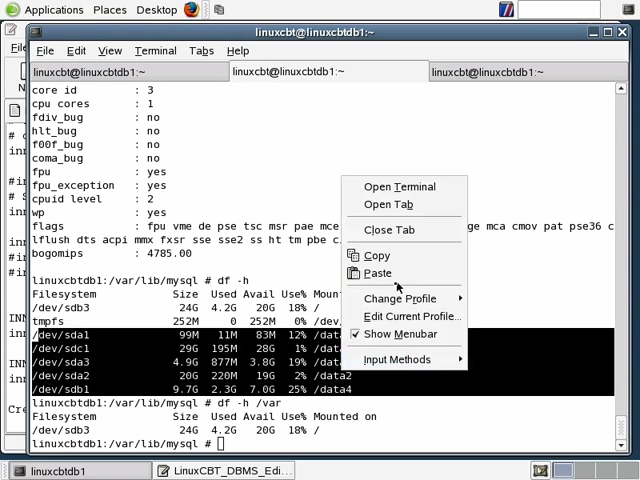 Applications Places Desktop
linuxcbt@linuxcbtdb1:~
File Edit View Terminal Tabs Help
linuxcbt@linuxcbtdb1:~ linuxcbt@linuxcbtdb1:~ linuxcbt@linuxcbtdb1:~
core id : 3
cpu cores : 1
fdiv_bug : no
hlt_bug : no
f00f_bug : no
coma_bug : no
fpu : yes
fpu_exception : yes
cpuid level : 2
wp : yes
flags : fpu vme de pse tsc msr pae mce ge mca cmov pat pse36 c
lflush dts acpi mmx fxsr sse sse2 ss ht tm pbe c
bogomips : 4785.00
linuxcbtdb1:/var/lib/mysql # df -h
Filesystem Size Used Avail Use% Mount
/dev/sdb3 24G 4.2G 20G 18% /
tmpfs 252M 0 252M 0% /dev/
/dev/sda1 99M 11M 83M 12% /data
/dev/sdc1 29G 195M 28G 1% /data
/dev/sda3 4.9G 877M 3.8G 19% /data
/dev/sda2 20G 220M 19G 2% /data2
/dev/sdb1 9.7G 2.3G 7.0G 25% /data4
linuxcbtdb1:/var/lib/mysql # df -h /var
Filesystem Size Used Avail Use% Mounted on
/dev/sdb3 24G 4.2G 20G 18% /
linuxcbtdb1:/var/lib/mysql #
Open Terminal
Open Tab
Close Tab
Copy
Paste
Change Profile
Edit Current Profile...
Show Menubar
Input Methods
linuxcbtdb1 LinuxCBT_DBMS_Edi...